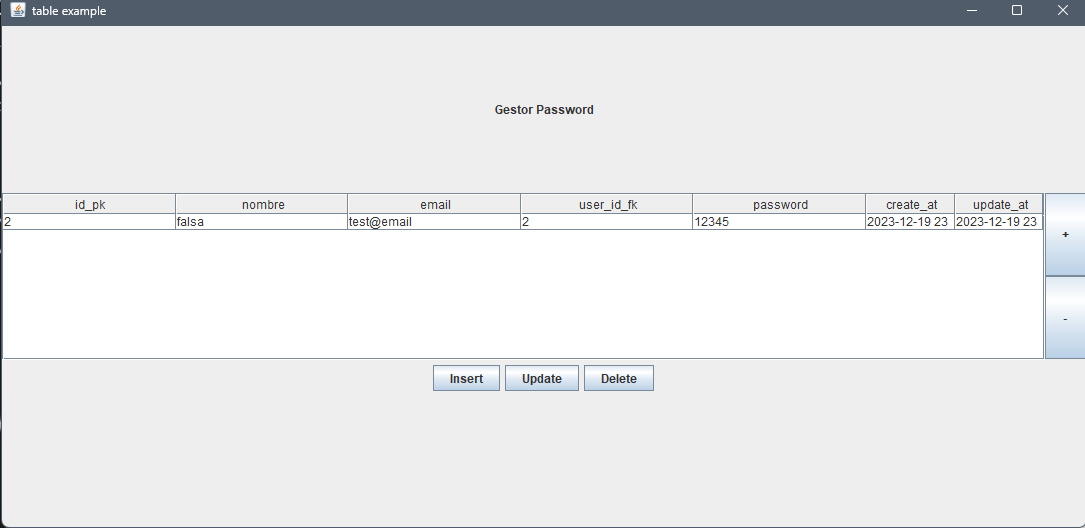 table example
Gestor Password
id_pk nombre email user_id_fk password create_at update_at
2 falsa test@email 2 12345 2023-12-19 23 2023-12-19 23
+
-
Insert Update Delete